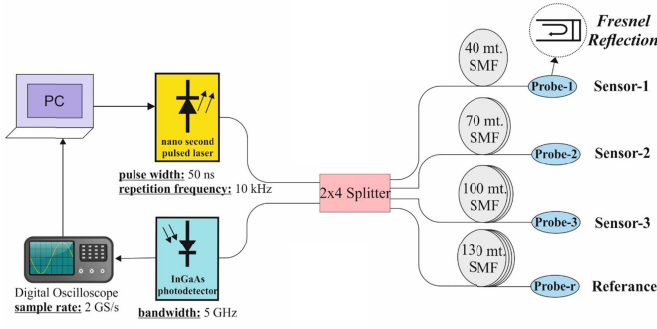 Fresnel
Reflection
40 mt.
SMF
PC
Probe-1
Sensor-1
nano second
pulsed laser
70 mt.
SMF
Probe-2
Sensor-2
pulse width: 50 ns
repetition frequency: 10 kHz
2x4 Splitter
100 mt.
SMF
Probe-3
Sensor-3
130 mt.
SMF
Probe-r
Referance
InGaAs
photodetector
Digital Oscilloscope
sample rate: 2 GS/s
bandwidth: 5 GHz